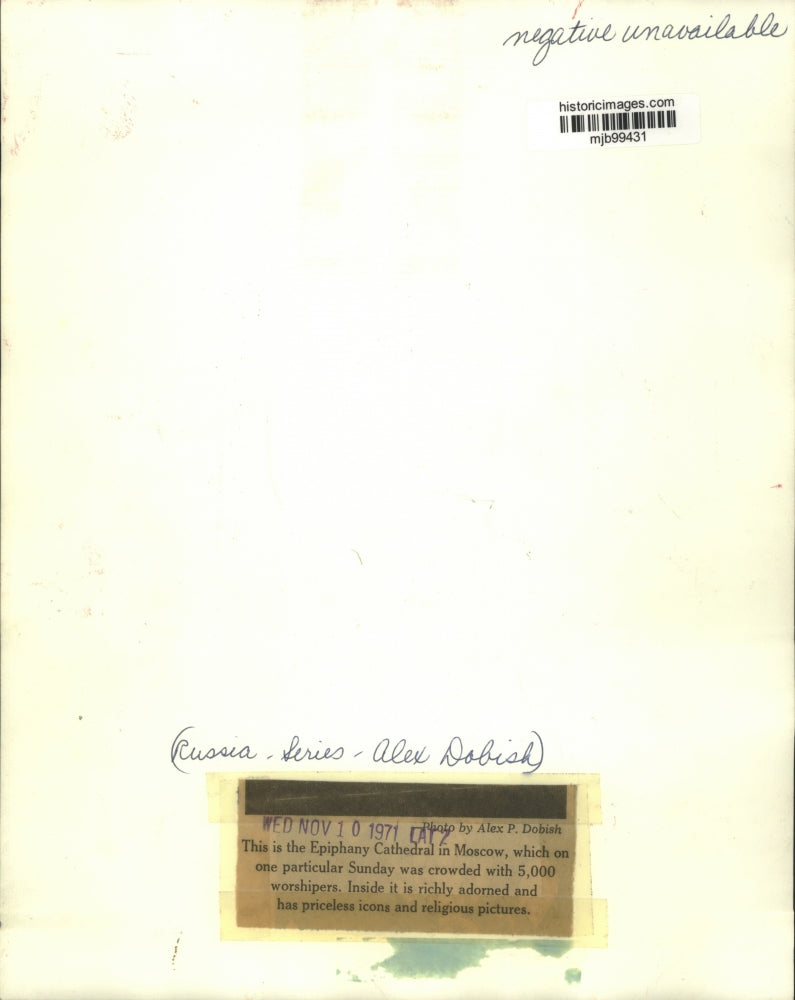 negative unavailable
historicimages.com
mjb99431
(Russia - Series - Alex Dobish)
WED NOV 10 1971 LAT 2
Photo by Alex P. Dobish
This is the Epiphany Cathedral in Moscow, which on
one particular Sunday was crowded with 5,000
worshipers. Inside it is richly adorned and
has priceless icons and religious pictures.